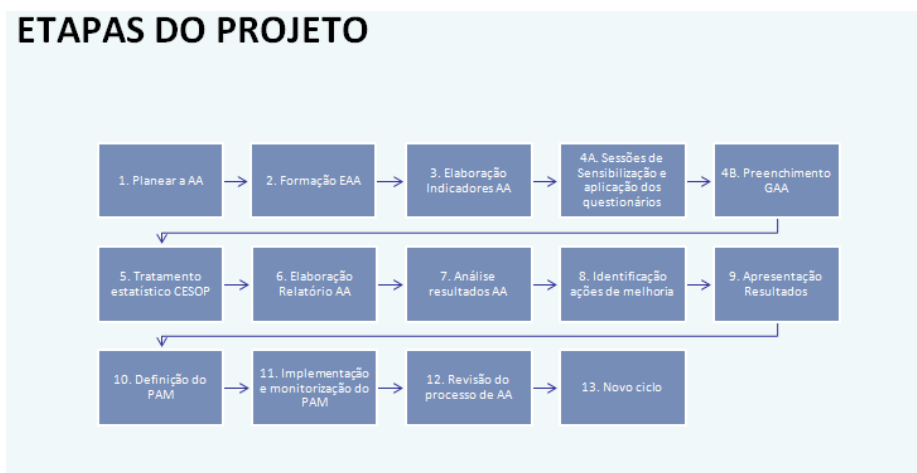 ETAPAS DO PROJETO
1. Planear a AA
2. Formação EAA
3. Elaboração
Indicadores AA
4A. Sessões de
Sensibilização e
aplicação dos
questionários
4B. Preenchimento
GAA
5. Tratamento
estatístico CESOP
6. Elaboração
Relatório AA
7. Análise
resultados AA
8. Identificação
ações de melhoria
9. Apresentação
Resultados
10. Definição do
PAM
11. Implementação
e monitorização do
PAM
12. Revisão do
processo de AA
13. Novo ciclo